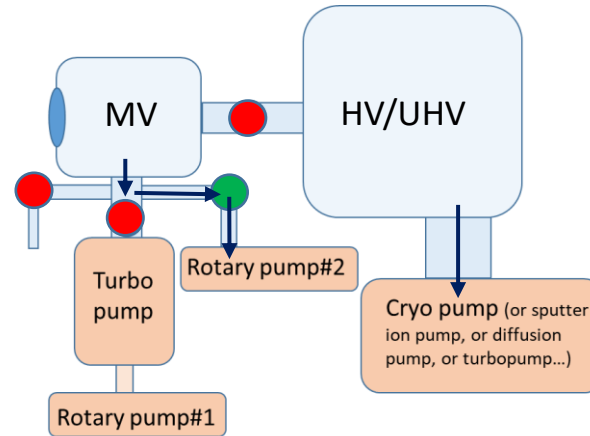 MV
HV/UHV
Rotary pump#2
Turbo
pump
Cryo pump (or sputter
ion pump, or diffusion
pump, or turbopump...)
Rotary pump#1